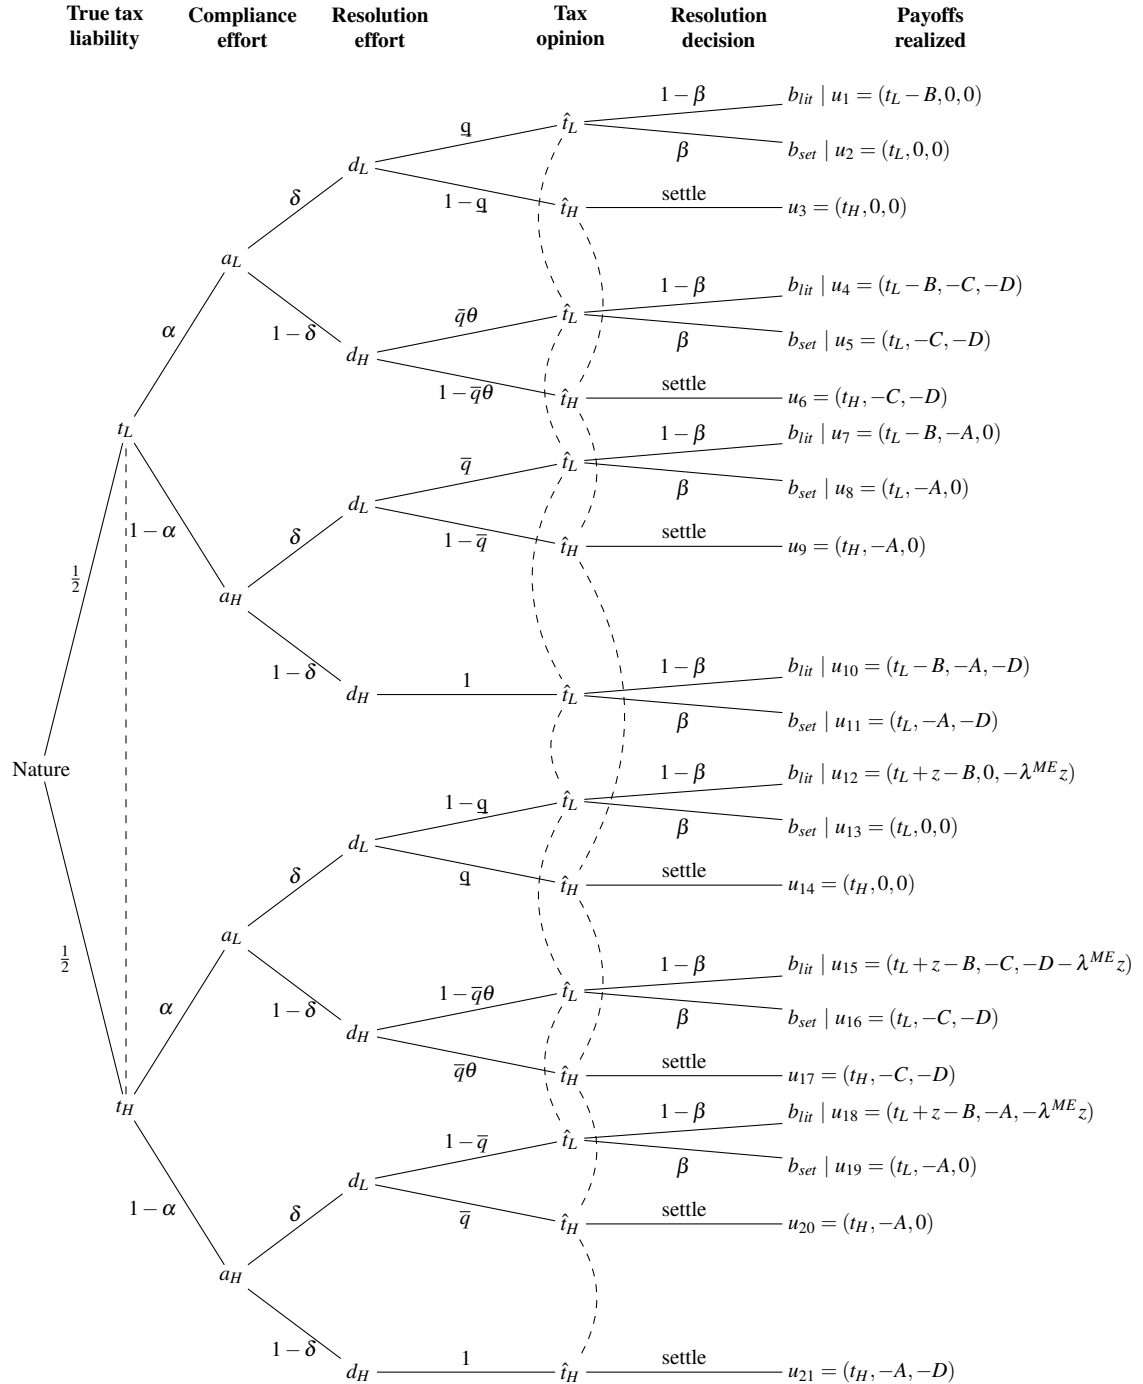 True tax liability
Compliance effort
Resolution effort
Tax opinion
Resolution decision
Payoffs realized
1 − β
b_lit | u_1 = (t_L − B, 0, 0)
q̲
t̂_L
β
b_set | u_2 = (t_L, 0, 0)
d_L
δ
1 − q̲
t̂_H
settle
u_3 = (t_H, 0, 0)
a_L
1 − β
b_lit | u_4 = (t_L − B, −C, −D)
α
1 − δ
q̄θ
t̂_L
β
b_set | u_5 = (t_L, −C, −D)
d_H
1 − q̄θ
t̂_H
settle
u_6 = (t_H, −C, −D)
t_L
1 − β
b_lit | u_7 = (t_L − B, −A, 0)
q̄
t̂_L
β
b_set | u_8 = (t_L, −A, 0)
d_L
1 − α
δ
1 − q̄
t̂_H
settle
u_9 = (t_H, −A, 0)
1/2
a_H
1 − β
b_lit | u_10 = (t_L − B, −A, −D)
1 − δ
d_H
1
t̂_L
β
b_set | u_11 = (t_L, −A, −D)
Nature
1 − β
b_lit | u_12 = (t_L + z − B, 0, −λ^ME z)
1 − q̲
t̂_L
β
b_set | u_13 = (t_L, 0, 0)
d_L
δ
q̲
t̂_H
settle
u_14 = (t_H, 0, 0)
1/2
a_L
1 − β
b_lit | u_15 = (t_L + z − B, −C, −D − λ^ME z)
α
1 − δ
1 − q̄θ
t̂_L
β
b_set | u_16 = (t_L, −C, −D)
d_H
q̄θ
t̂_H
settle
u_17 = (t_H, −C, −D)
t_H
1 − β
b_lit | u_18 = (t_L + z − B, −A, −λ^ME z)
1 − q̄
t̂_L
β
b_set | u_19 = (t_L, −A, 0)
d_L
1 − α
δ
q̄
t̂_H
settle
u_20 = (t_H, −A, 0)
a_H
1 − δ
d_H
1
t̂_H
settle
u_21 = (t_H, −A, −D)